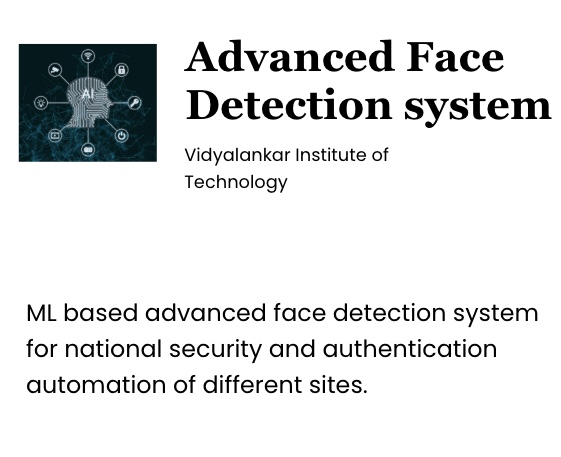 AI
Advanced Face
Detection system
Vidyalankar Institute of
Technology
ML based advanced face detection system
for national security and authentication
automation of different sites.